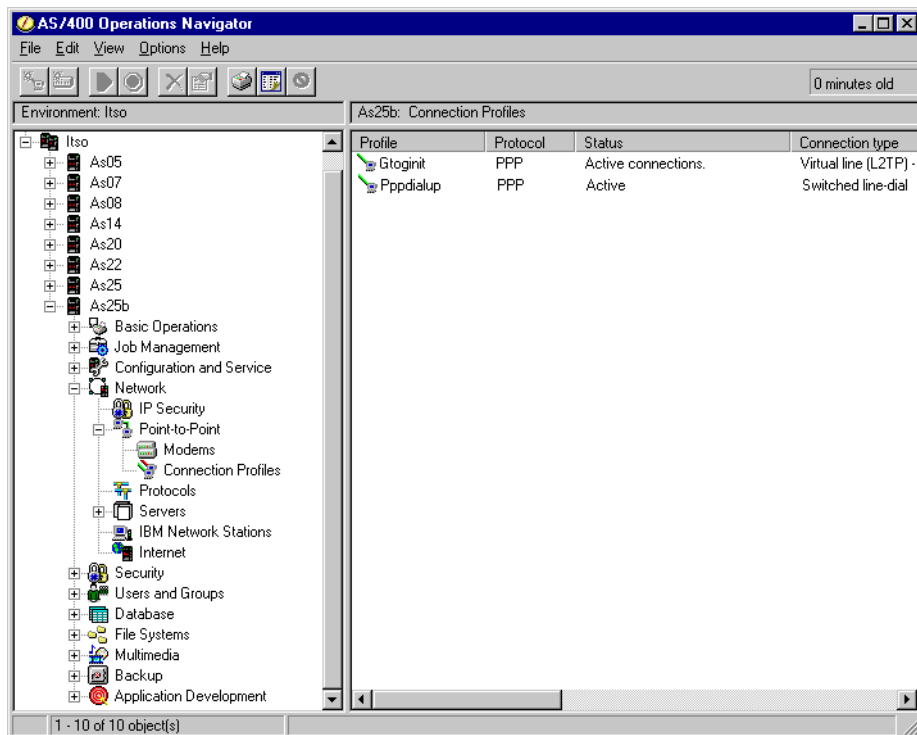 AS/400 Operations Navigator
File Edit View Options Help
0 minutes old
Environment: Itso
As25b: Connection Profiles
Itso
As05
As07
As08
As14
As20
As22
As25
As25b
Basic Operations
Job Management
Configuration and Service
Network
IP Security
Point-to-Point
Modems
Connection Profiles
Protocols
Servers
IBM Network Stations
Internet
Security
Users and Groups
Database
File Systems
Multimedia
Backup
Application Development
Profile Protocol Status Connection type
Gtoginit PPP Active connections. Virtual line (L2TP) -
Pppdialup PPP Active Switched line-dial
1 - 10 of 10 object(s)